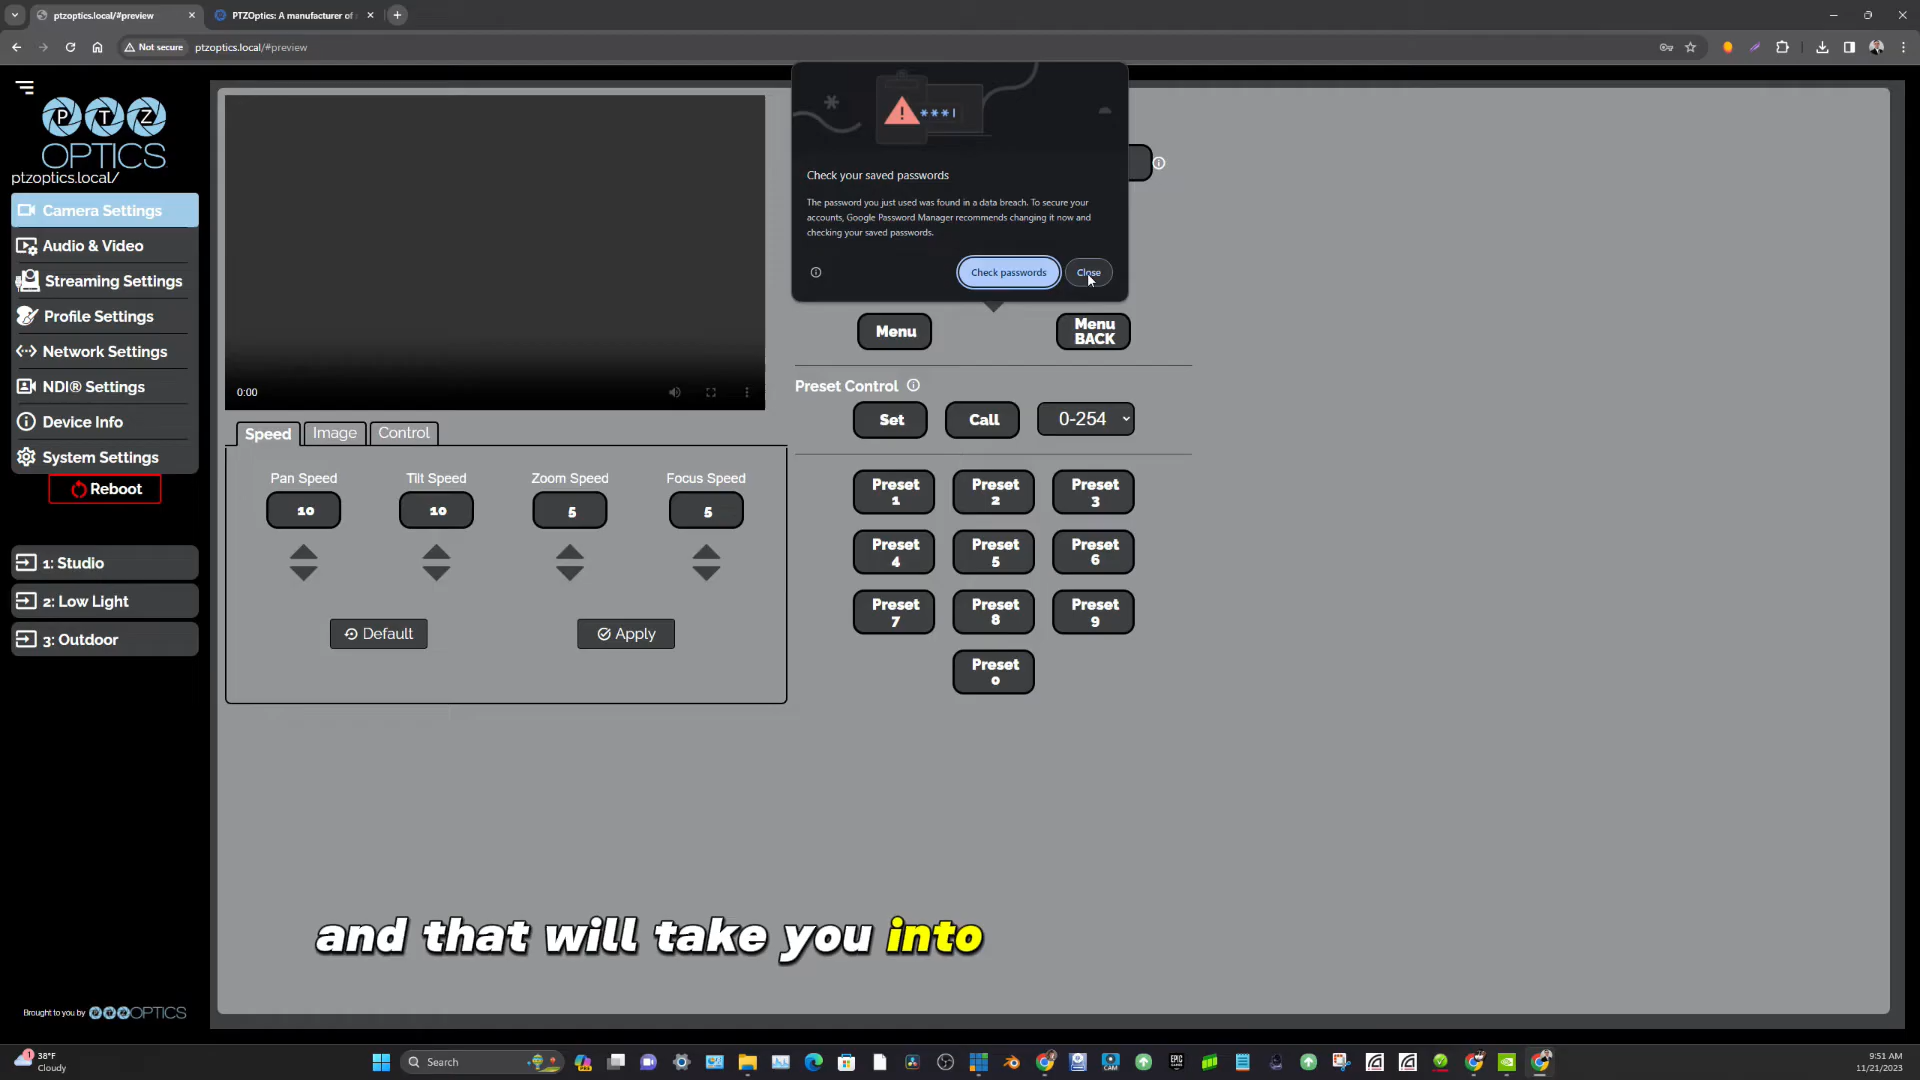 ptzoptics.local/#preview
PTZOptics: A manufacturer of
Not secure
ptzoptics.local/#preview
PTZ
OPTICS
ptzoptics.local/
Camera Settings
Audio & Video
Streaming Settings
Profile Settings
Network Settings
NDI® Settings
Device Info
System Settings
Reboot
1: Studio
2: Low Light
3: Outdoor
Brought to you by PTZOPTICS
0:00
Speed
Image
Control
Pan Speed
Tilt Speed
Zoom Speed
Focus Speed
10
10
5
5
Default
Apply
***
Check your saved passwords
The password you just used was found in a data breach. To secure your
accounts, Google Password Manager recommends changing it now and
checking your saved passwords.
Check passwords
Close
Menu
Menu
BACK
Preset Control
Set
Call
0-254
Preset
1
Preset
2
Preset
3
Preset
4
Preset
5
Preset
6
Preset
7
Preset
8
Preset
9
Preset
0
and that will take you into
1
38°F
Cloudy
Search
9:51 AM
11/21/2023